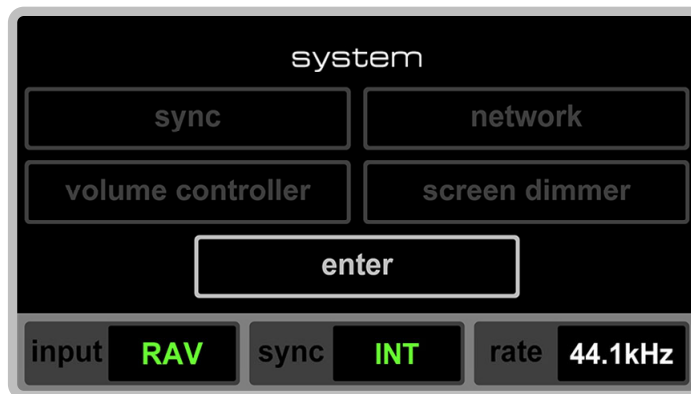 system
sync network
volume controller screen dimmer
enter
input RAV sync INT rate 44.1kHz